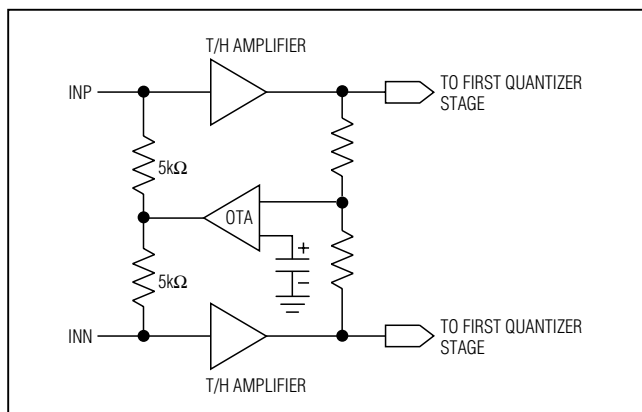 T/H AMPLIFIER
INP
TO FIRST QUANTIZER
STAGE
5kΩ
OTA
+
−
5kΩ
INN
TO FIRST QUANTIZER
STAGE
T/H AMPLIFIER